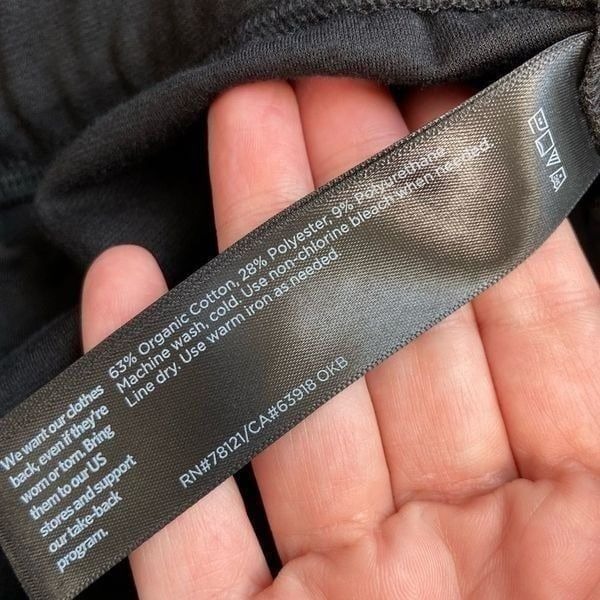 We want our clothes
back, even if they're
worn or torn. Bring
them to our US
stores and support
our take-back
program.
63% Organic Cotton, 28% Polyester, 9% Polyurethane
Machine wash, cold. Use non-chlorine bleach when needed.
Line dry. Use warm iron as needed.
RN#78121/CA#63918 OKB